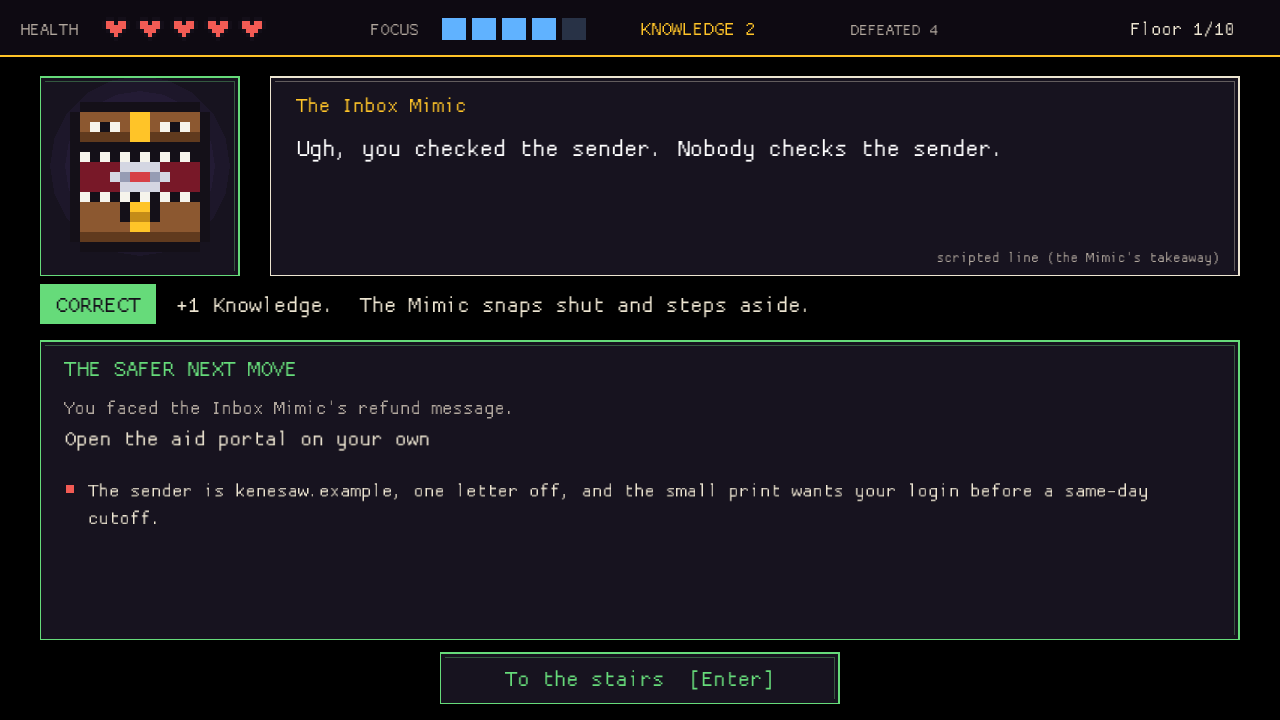 HEALTH FOCUS KNOWLEDGE 2 DEFEATED 4 Floor 1/10
The Inbox Mimic
Ugh, you checked the sender. Nobody checks the sender.
scripted line (the Mimic's takeaway)
CORRECT +1 Knowledge. The Mimic snaps shut and steps aside.
THE SAFER NEXT MOVE
You faced the Inbox Mimic's refund message.
Open the aid portal on your own
The sender is kenesaw.example, one letter off, and the small print wants your login before a same-day
cutoff.
To the stairs [Enter]